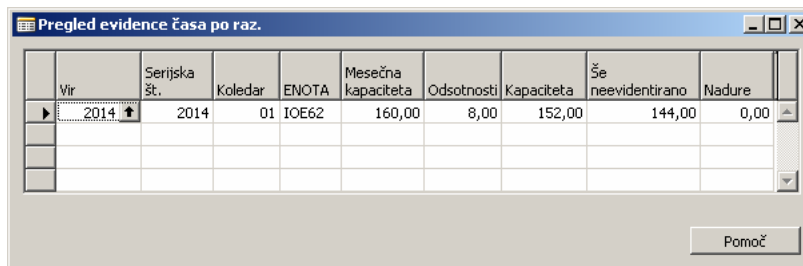 Pregled evidence časa po raz.
Vir Serijska št. Koledar ENOTA Mesečna kapaciteta Odsotnosti Kapaciteta Še neevidentirano Nadure
2014 2014 01 IOE62 160,00 8,00 152,00 144,00 0,00
Pomoč